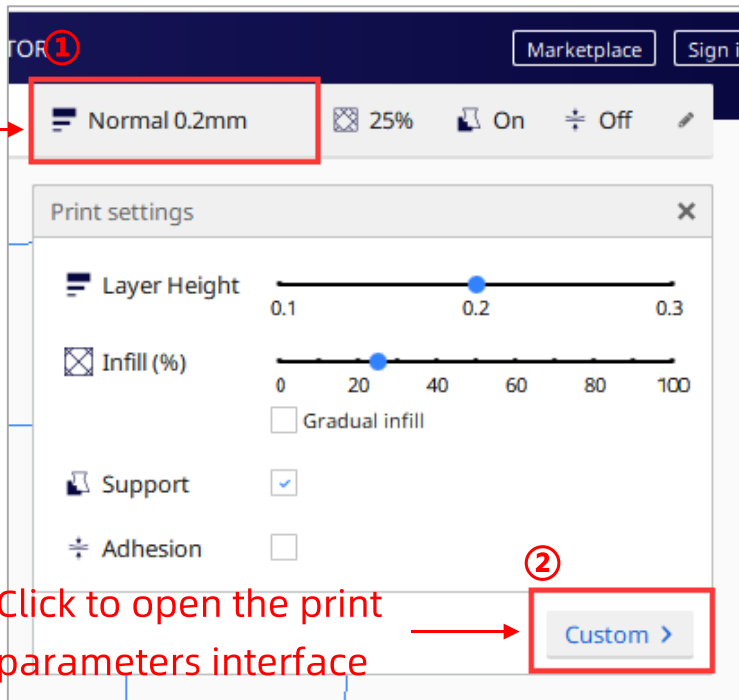 TOR ①
Marketplace Sign i
Normal 0.2mm 25% On Off
Print settings
Layer Height
0.1 0.2 0.3
Infill (%)
0 20 40 60 80 100
Gradual infill
Support
Adhesion
②
Click to open the print
parameters interface
Custom